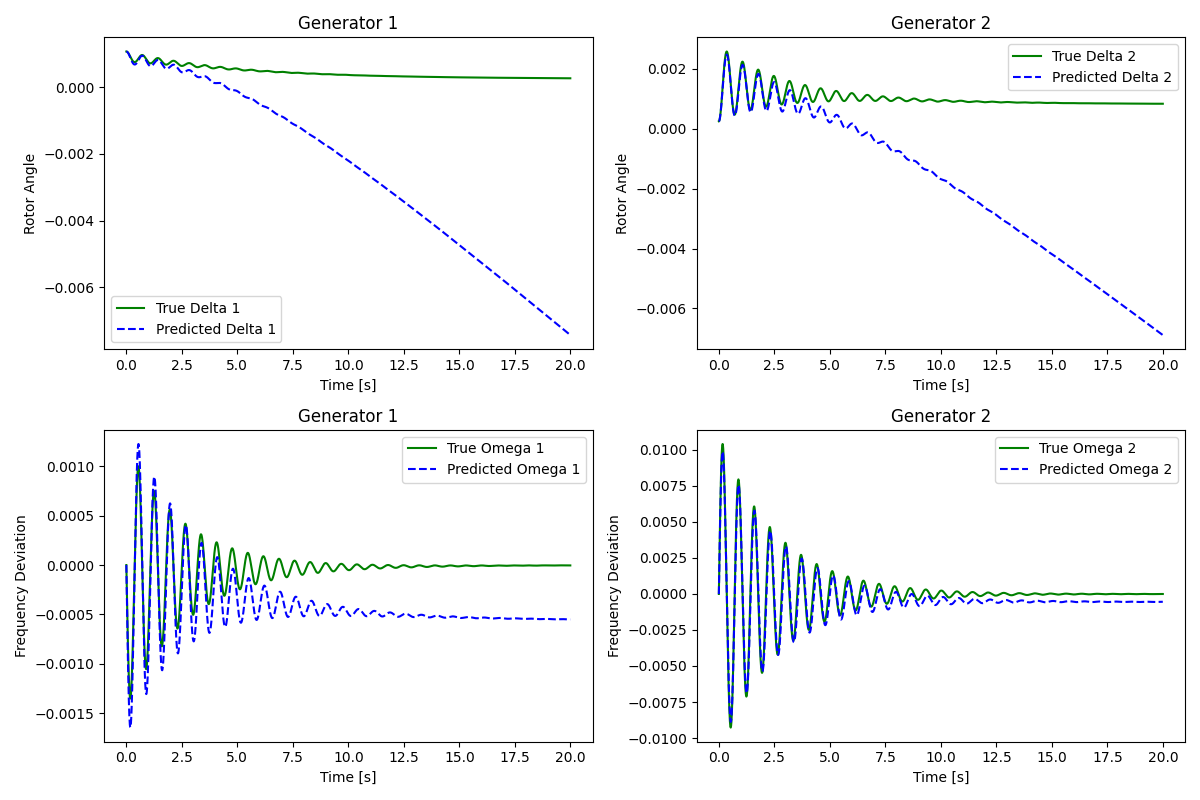 Generator 1
Rotor Angle
0.000
−0.002
−0.004
−0.006
True Delta 1
Predicted Delta 1
0.0 2.5 5.0 7.5 10.0 12.5 15.0 17.5 20.0
Time [s]
Generator 2
Rotor Angle
0.002
0.000
−0.002
−0.004
−0.006
True Delta 2
Predicted Delta 2
0.0 2.5 5.0 7.5 10.0 12.5 15.0 17.5 20.0
Time [s]
Generator 1
Frequency Deviation
0.0010
0.0005
0.0000
−0.0005
−0.0010
−0.0015
True Omega 1
Predicted Omega 1
0.0 2.5 5.0 7.5 10.0 12.5 15.0 17.5 20.0
Time [s]
Generator 2
Frequency Deviation
0.0100
0.0075
0.0050
0.0025
0.0000
−0.0025
−0.0050
−0.0075
−0.0100
True Omega 2
Predicted Omega 2
0.0 2.5 5.0 7.5 10.0 12.5 15.0 17.5 20.0
Time [s]